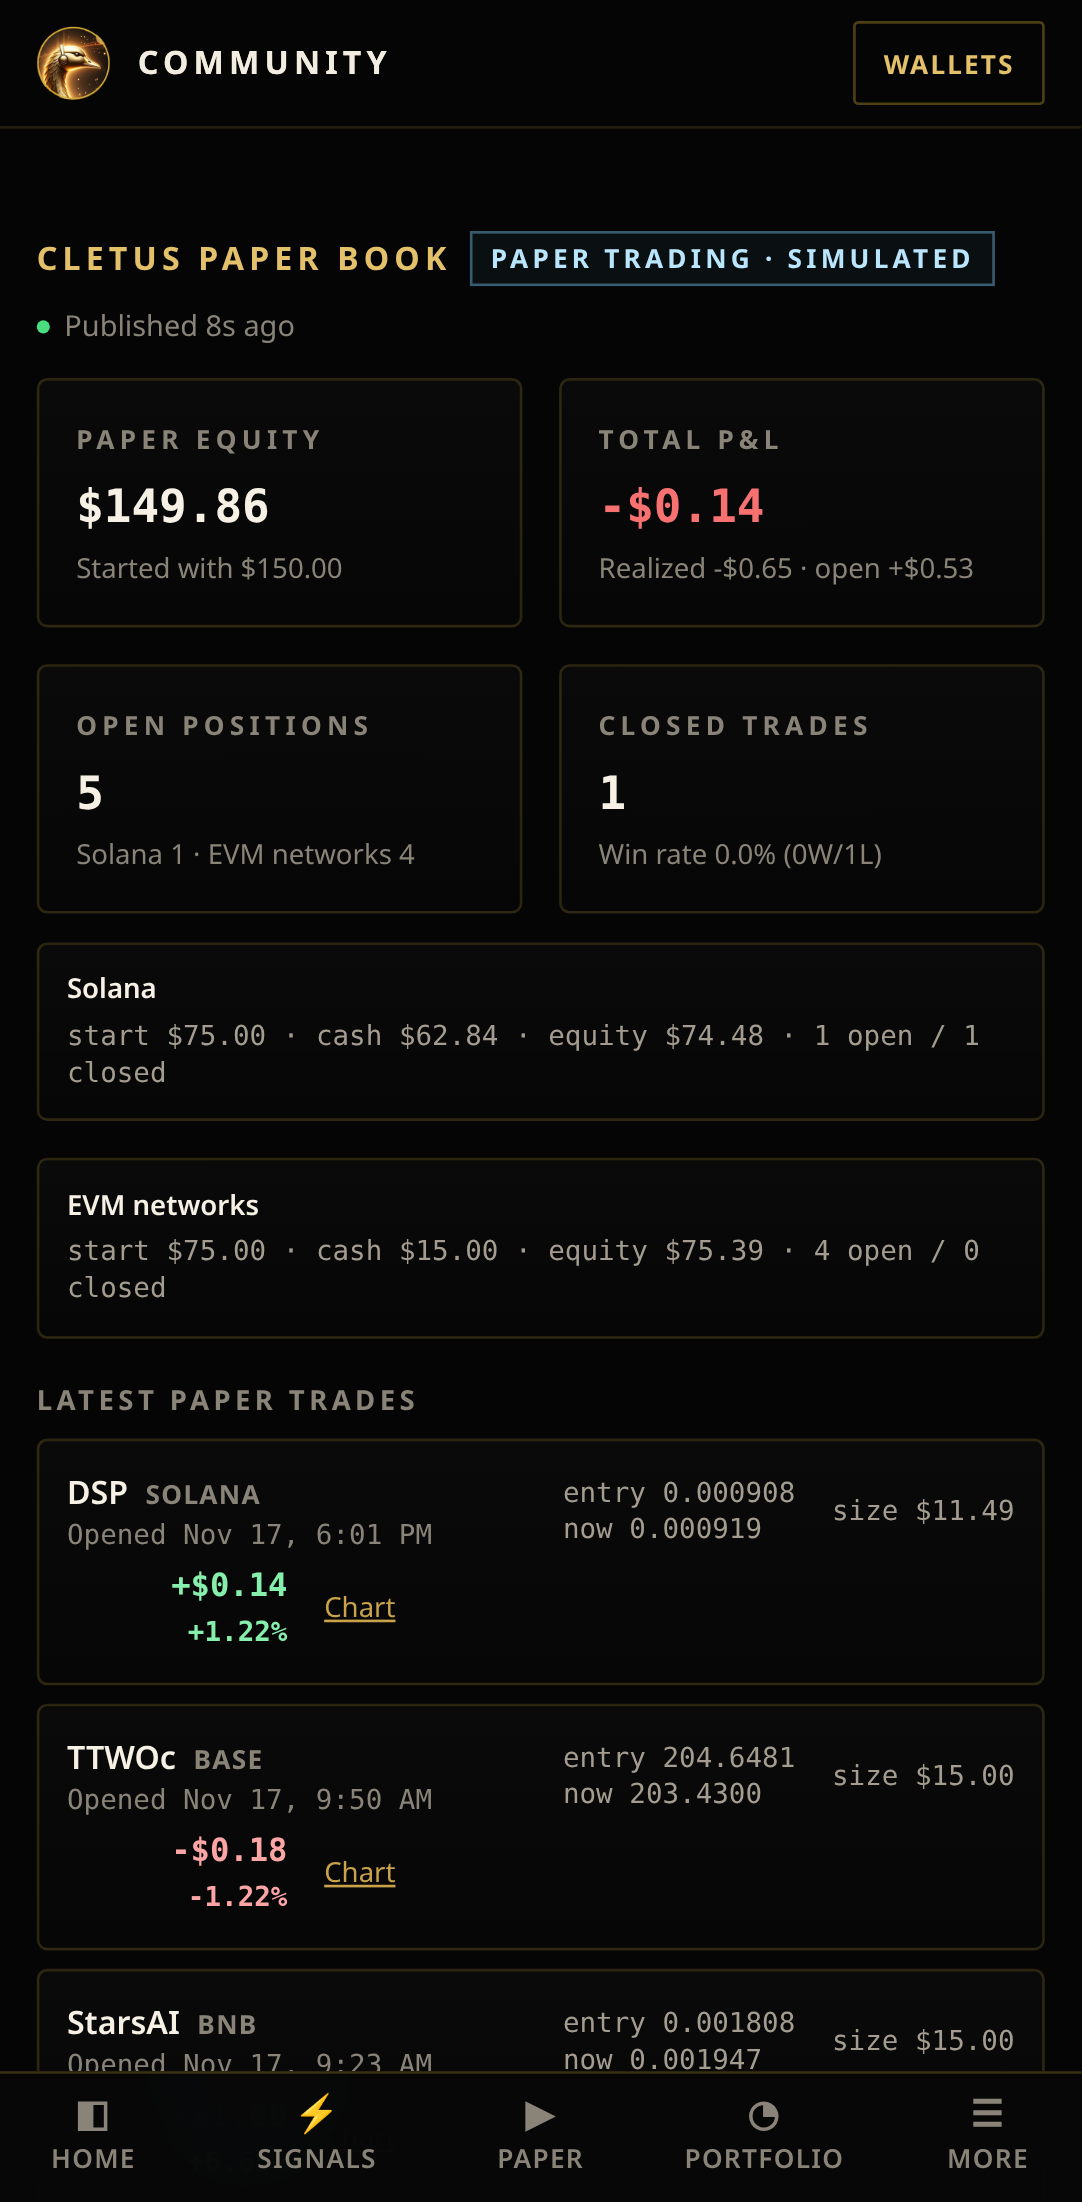 COMMUNITY
WALLETS
CLETUS PAPER BOOK
PAPER TRADING · SIMULATED
Published 8s ago
PAPER EQUITY
$149.86
Started with $150.00
TOTAL P&L
-$0.14
Realized -$0.65 · open +$0.53
OPEN POSITIONS
5
Solana 1 · EVM networks 4
CLOSED TRADES
1
Win rate 0.0% (0W/1L)
Solana
start $75.00 · cash $62.84 · equity $74.48 · 1 open / 1
closed
EVM networks
start $75.00 · cash $15.00 · equity $75.39 · 4 open / 0
closed
LATEST PAPER TRADES
DSP SOLANA
Opened Nov 17, 6:01 PM
entry 0.000908
now 0.000919
size $11.49
+$0.14
+1.22%
Chart
TTWOc BASE
Opened Nov 17, 9:50 AM
entry 204.6481
now 203.4300
size $15.00
-$0.18
-1.22%
Chart
StarsAI BNB
Opened Nov 17, 9:23 AM
entry 0.001808
now 0.001947
size $15.00
HOME
SIGNALS
PAPER
PORTFOLIO
MORE